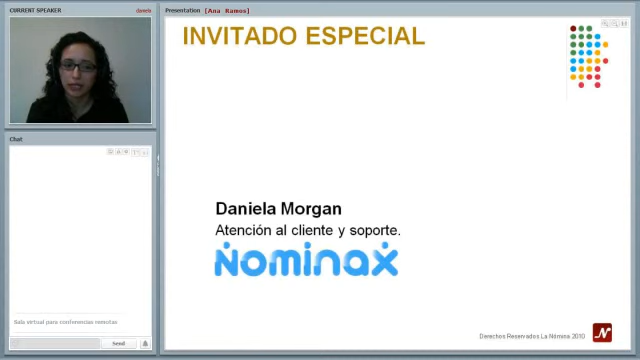 CURRENT SPEAKER
daniela
Presentation [Ana Ramos]
INVITADO ESPECIAL
Chat
Daniela Morgan
Atención al cliente y soporte.
Nominax
Sala virtual para conferencias remotas
Send
Derechos Reservados La Nómina 2010
N